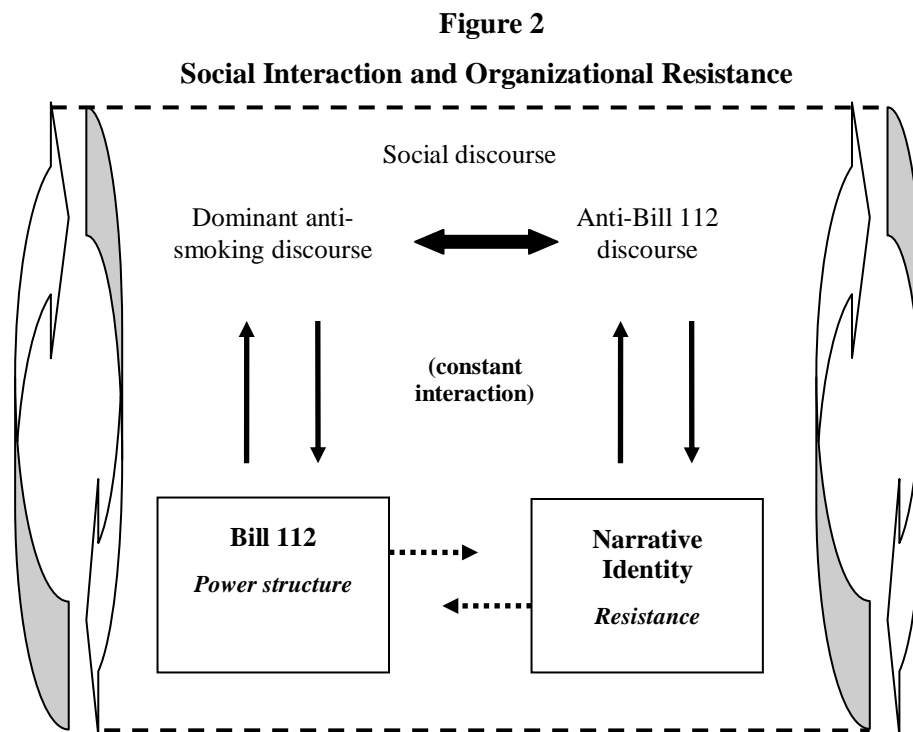 Figure 2
Social Interaction and Organizational Resistance
Social discourse
Dominant anti-
smoking discourse
Anti-Bill 112
discourse
(constant
interaction)
Bill 112
Power structure
Narrative
Identity
Resistance